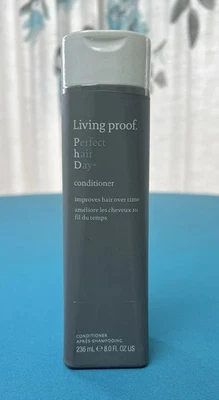 Living proof.
Perfect
hair
Day®
conditioner
improves hair over time
améliore les cheveux au
fil du temps
CONDITIONER
APRÈS-SHAMPOOING
236 mL ℮ 8.0 FL OZ US